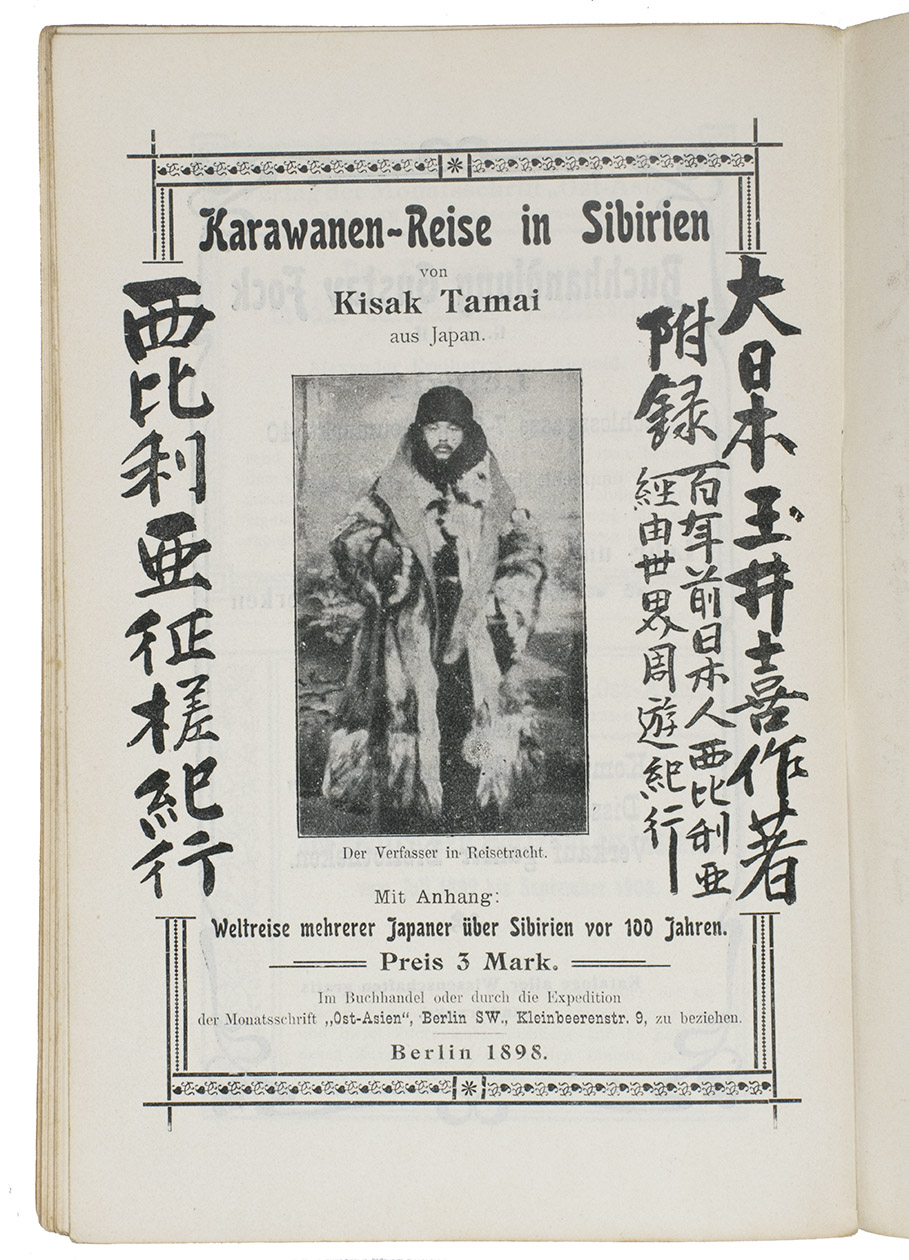 Karawanen-Reise in Sibirien
von
Kisak Tamai
aus Japan.
大日本玉井喜作著
附録
百年前日本人西比利亜
経由世界周遊紀行
西比利亜征槎紀行
Der Verfasser in Reisetracht.
Mit Anhang:
Weltreise mehrerer Japaner über Sibirien vor 100 Jahren.
Preis 3 Mark.
Im Buchhandel oder durch die Expedition
der Monatsschrift „Ost-Asien“, Berlin SW., Kleinbeerenstr. 9, zu beziehen.
Berlin 1898.